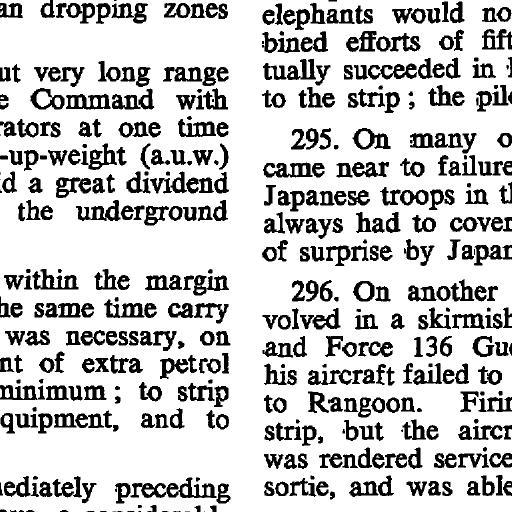 an dropping zones
ut very long range
e Command with
rators at one time
-up-weight (a.u.w.)
id a great dividend
the underground
within the margin
he same time carry
was necessary, on
nt of extra petrol
minimum; to strip
quipment, and to
ediately preceding
elephants would no
bined efforts of fift
tually succeeded in
to the strip; the pil
295. On many o
came near to failure
Japanese troops in t
always had to cover
of surprise by Japan
296. On another
volved in a skirmish
and Force 136 Gue
his aircraft failed to
to Rangoon. Firin
strip, but the aircr
was rendered service
sortie, and was able